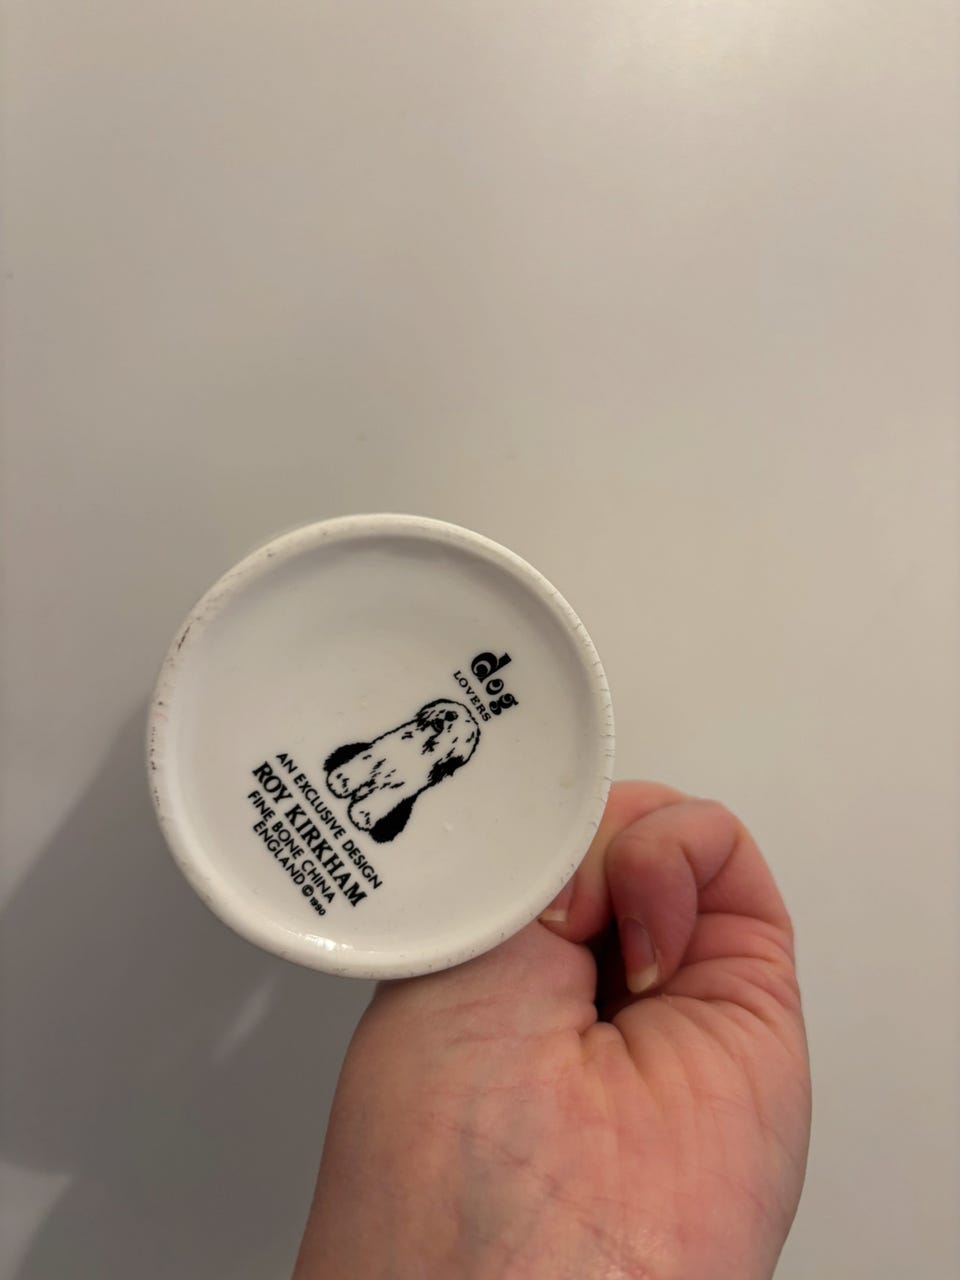 dog
LOVERS
AN EXCLUSIVE DESIGN
ROY KIRKHAM
FINE BONE CHINA
ENGLAND © 1990